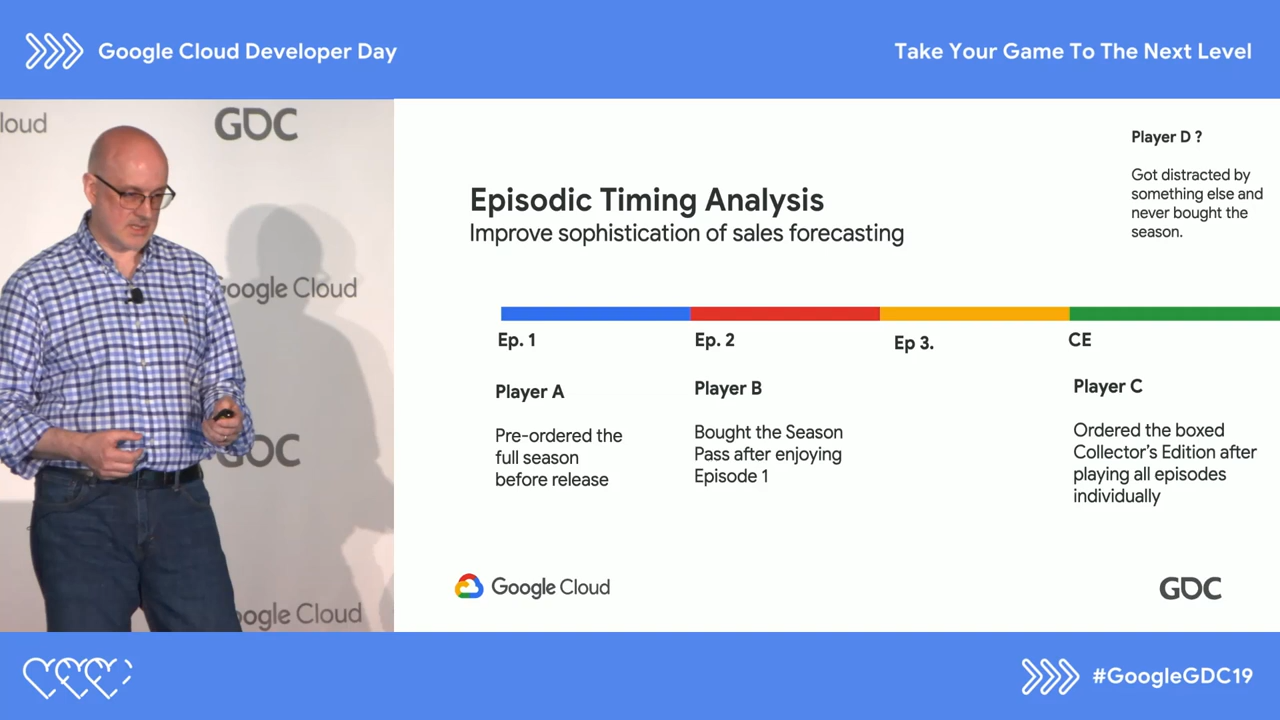 Google Cloud Developer Day
Take Your Game To The Next Level
loud
GDC
Google Cloud
GDC
oogle Cloud
Player D ?
Got distracted by
something else and
never bought the
season.
Episodic Timing Analysis
Improve sophistication of sales forecasting
Ep. 1
Ep. 2
Ep 3.
CE
Player A
Pre-ordered the
full season
before release
Player B
Bought the Season
Pass after enjoying
Episode 1
Player C
Ordered the boxed
Collector's Edition after
playing all episodes
individually
Google Cloud
GDC
#GoogleGDC19